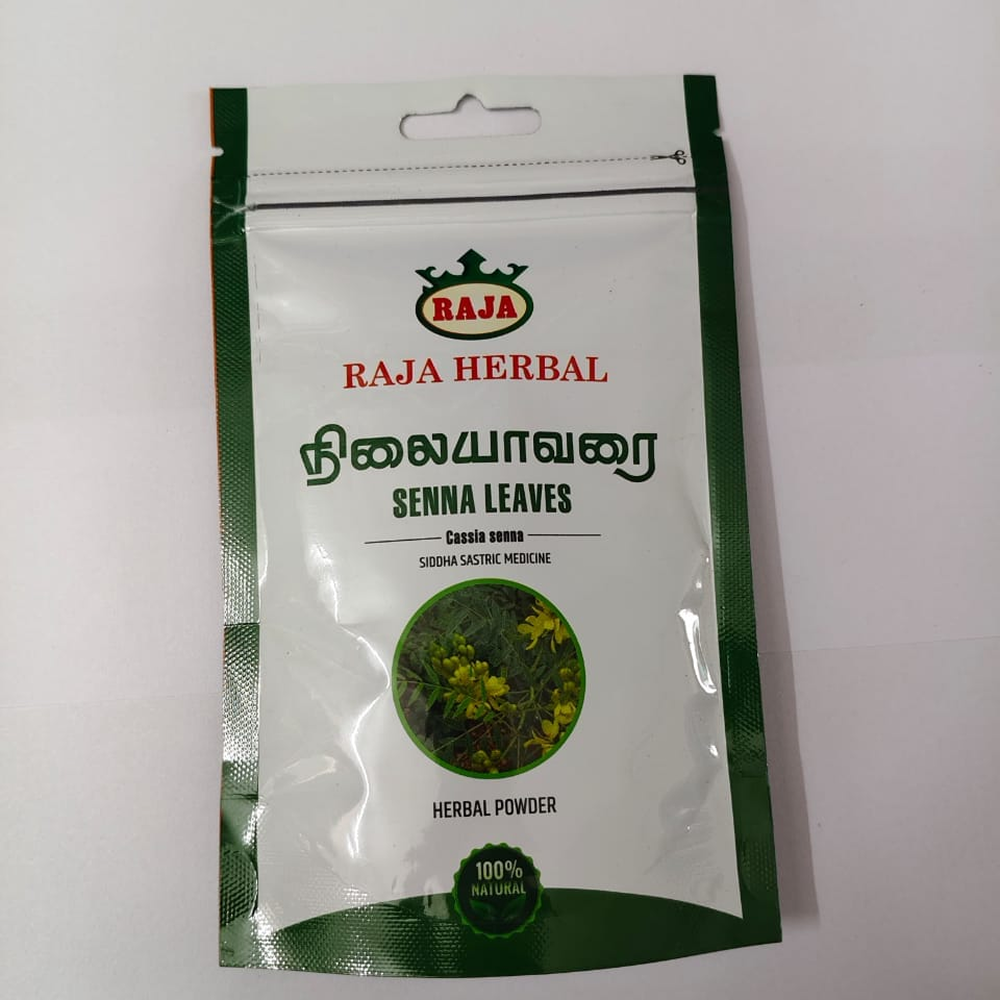 RAJA
RAJA HERBAL
நிலையாவரை
SENNA LEAVES
Cassia senna
SIDDHA SASTRIC MEDICINE
HERBAL POWDER
100%
NATURAL